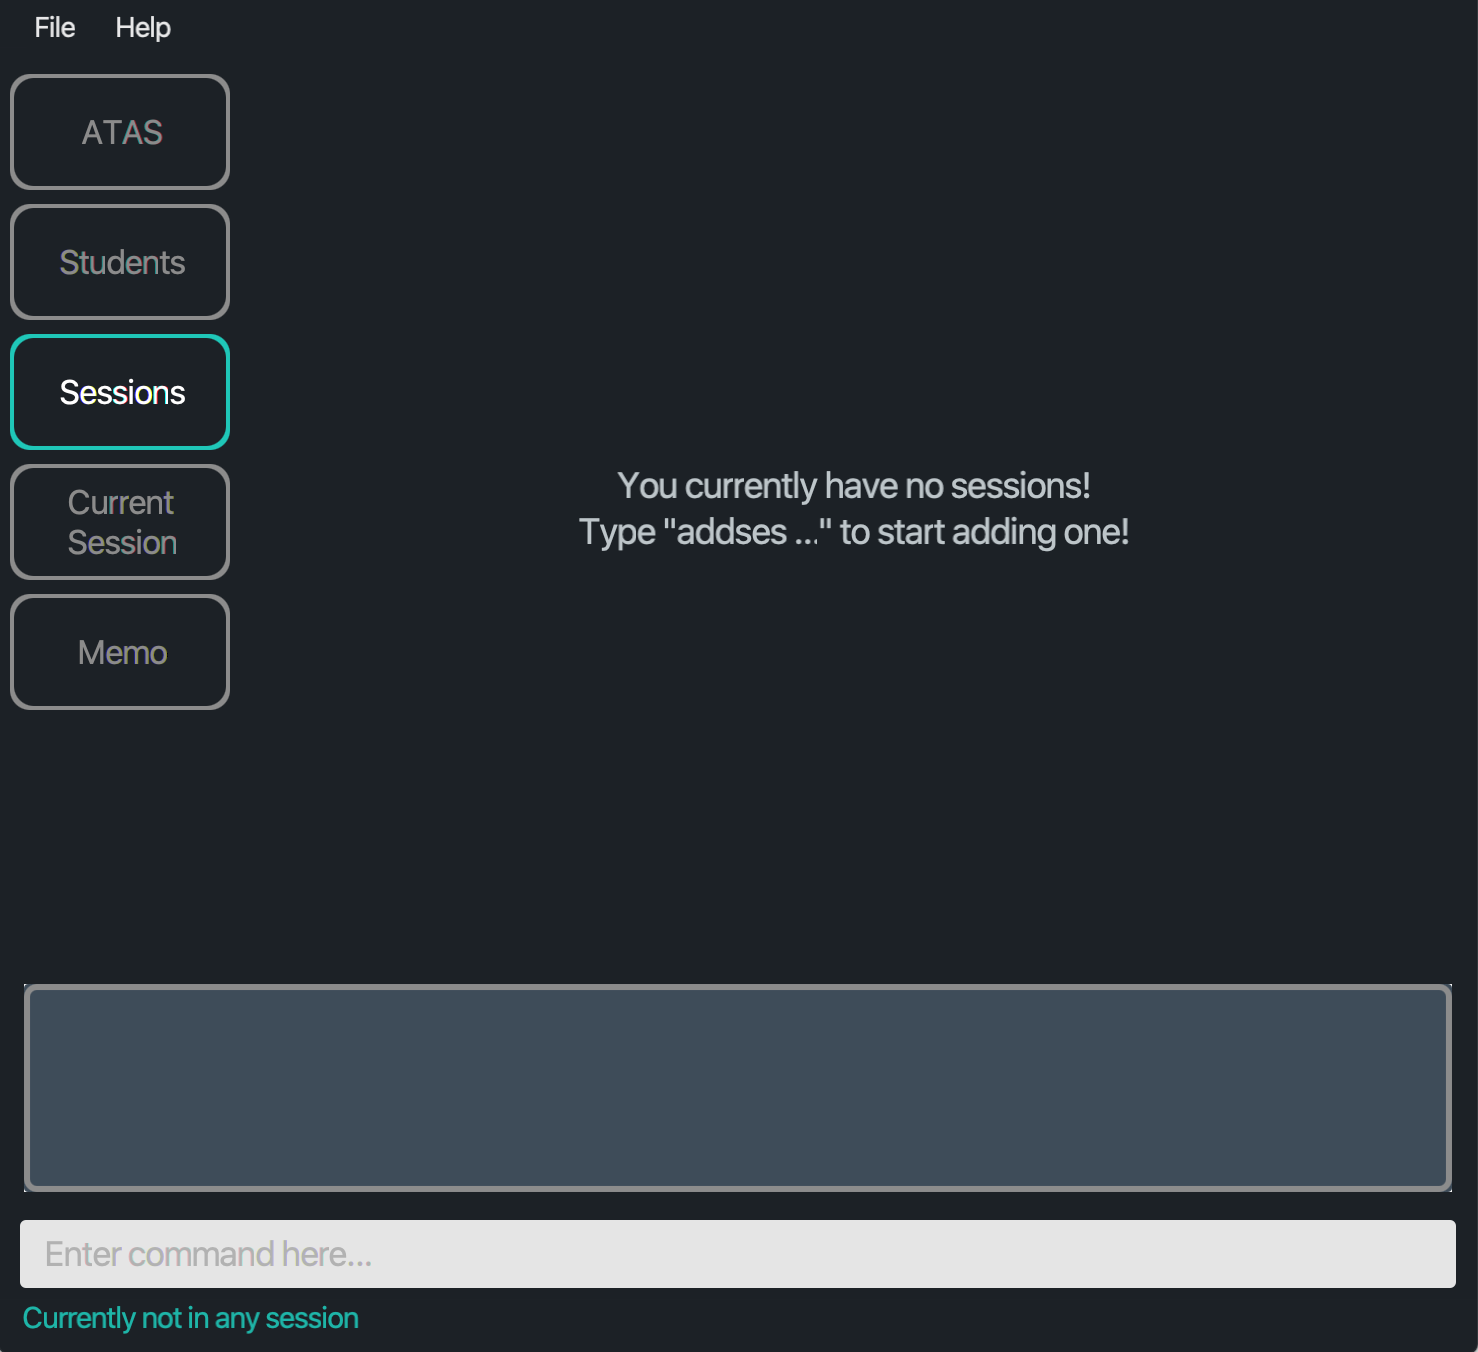 File Help
ATAS
Students
Sessions
Current
Session
Memo
You currently have no sessions!
Type "addses ..." to start adding one!
Enter command here...
Currently not in any session